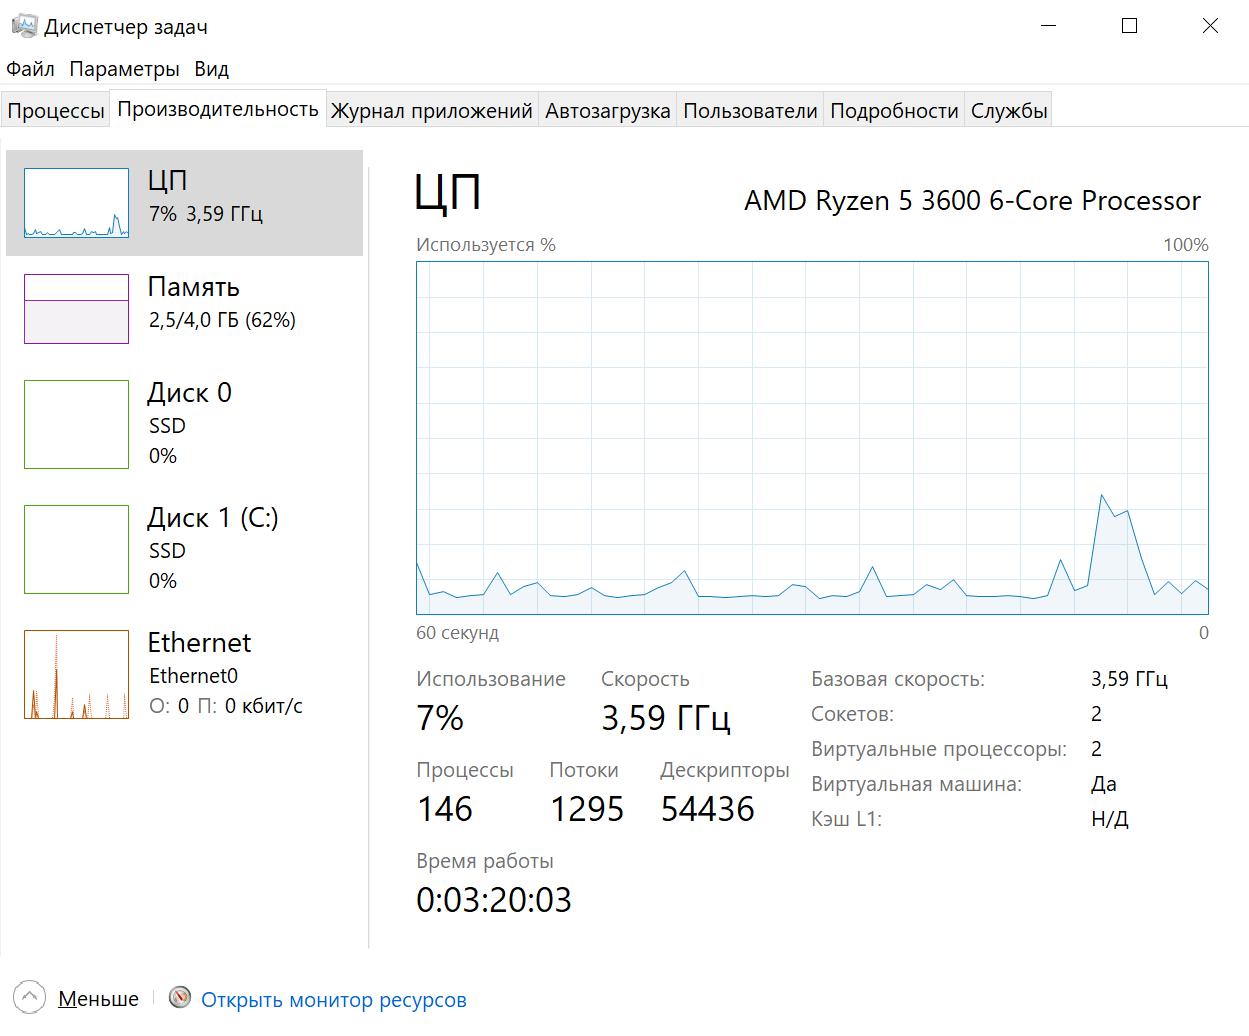 Диспетчер задач
Файл Параметры Вид
Процессы Производительность Журнал приложений Автозагрузка Пользователи Подробности Службы
ЦП
7% 3,59 ГГц
Память
2,5/4,0 ГБ (62%)
Диск 0
SSD
0%
Диск 1 (C:)
SSD
0%
Ethernet
Ethernet0
О: 0 П: 0 кбит/с
ЦП AMD Ryzen 5 3600 6-Core Processor
Используется % 100%
60 секунд 0
Использование Скорость
7% 3,59 ГГц
Процессы Потоки Дескрипторы
146 1295 54436
Время работы
0:03:20:03
Базовая скорость: 3,59 ГГц
Сокетов: 2
Виртуальные процессоры: 2
Виртуальная машина: Да
Кэш L1: Н/Д
Меньше Открыть монитор ресурсов